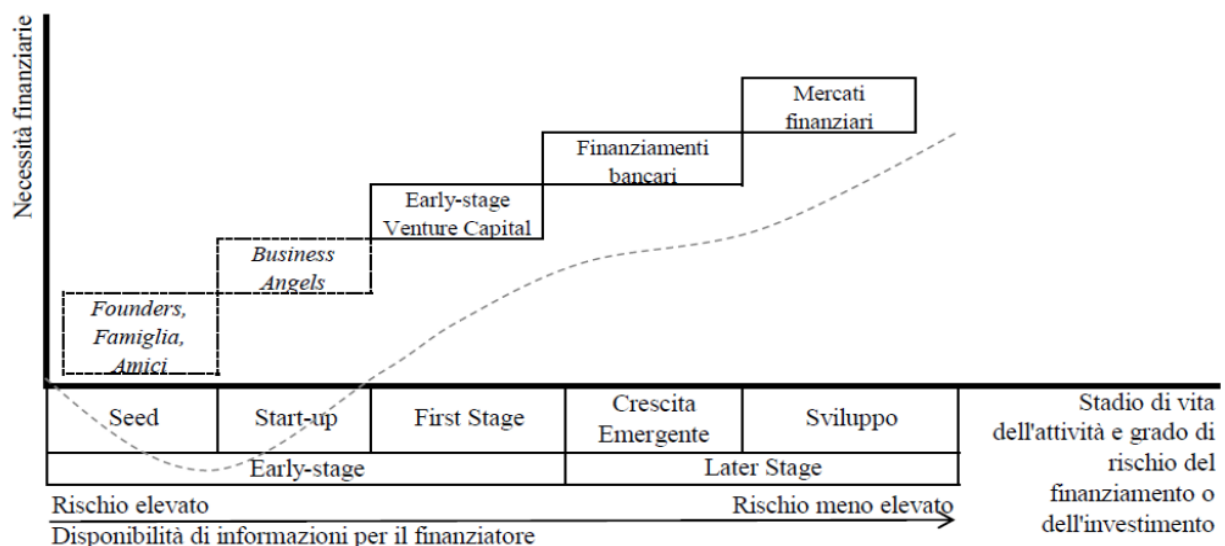 Necessità finanziarie
Mercati
finanziari
Finanziamenti
bancari
Early-stage
Venture Capital
Business
Angels
Founders,
Famiglia,
Amici
Seed
Start-up
First Stage
Crescita
Emergente
Sviluppo
Early-stage
Later Stage
Stadio di vita
dell'attività e grado di
rischio del
finanziamento o
dell'investimento
Rischio elevato
Rischio meno elevato
Disponibilità di informazioni per il finanziatore